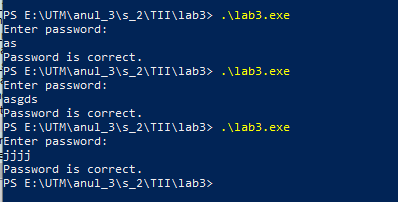 PS E:\UTM\anul_3\s_2\TII\lab3> .\lab3.exe
Enter password:
as
Password is correct.
PS E:\UTM\anul_3\s_2\TII\lab3> .\lab3.exe
Enter password:
asgds
Password is correct.
PS E:\UTM\anul_3\s_2\TII\lab3> .\lab3.exe
Enter password:
jjjj
Password is correct.
PS E:\UTM\anul_3\s_2\TII\lab3>